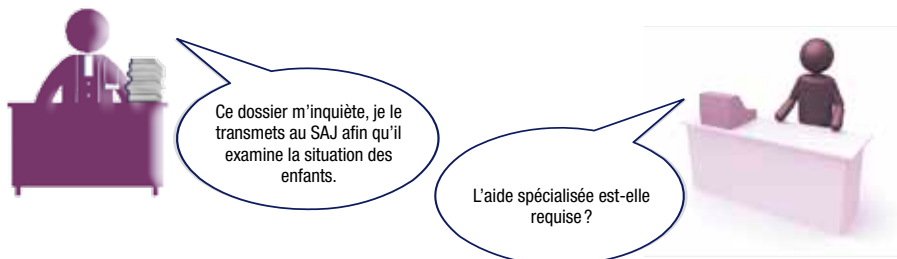 Ce dossier m’inquiète, je le
transmets au SAJ afin qu’il
examine la situation des
enfants.
L’aide spécialisée est-elle
requise ?